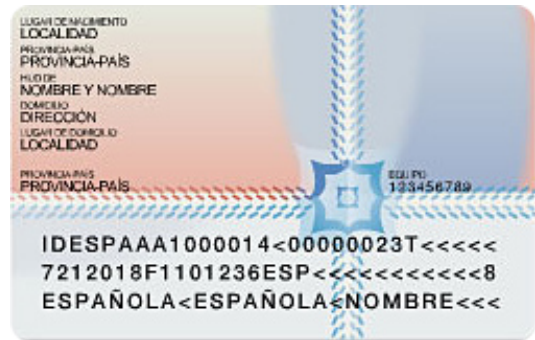 LUGAR DE NACIMIENTO
LOCALIDAD
PROVINCIA-PAÍS
PROVINCIA-PAÍS
HIJO DE
NOMBRE Y NOMBRE
DOMICILIO
DIRECCIÓN
LUGAR DE DOMICILIO
LOCALIDAD
PROVINCIA-PAÍS
PROVINCIA-PAÍS
EQUIPO
123456789
IDESPAAA1000014<00000023T<<<<<
7212018F1101236ESP<<<<<<<<<<<8
ESPAÑOLA<ESPAÑOLA<NOMBRE<<<